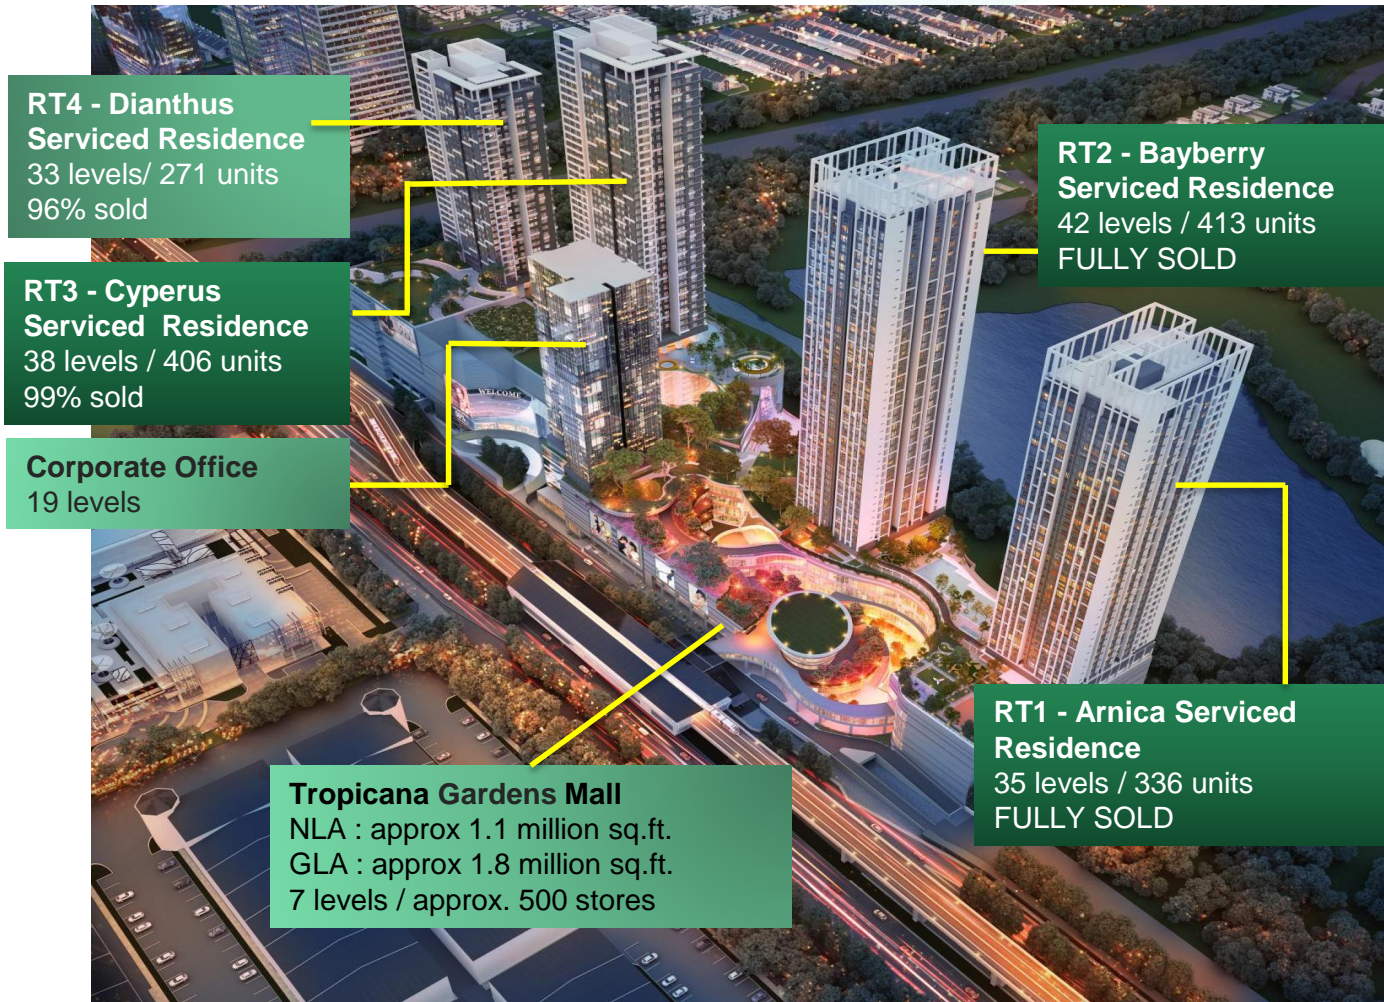 RT4 - Dianthus
Serviced Residence
33 levels/ 271 units
96% sold
RT2 - Bayberry
Serviced Residence
42 levels / 413 units
FULLY SOLD
RT3 - Cyperus
Serviced Residence
38 levels / 406 units
99% sold
WELCOME
Corporate Office
19 levels
RT1 - Arnica Serviced
Residence
35 levels / 336 units
FULLY SOLD
Tropicana Gardens Mall
NLA : approx 1.1 million sq.ft.
GLA : approx 1.8 million sq.ft.
7 levels / approx. 500 stores